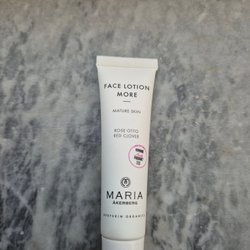 FACE LOTION
MORE
MATURE SKIN
ROSE OTTO
RED CLOVER
MARIA
ÅKERBERG